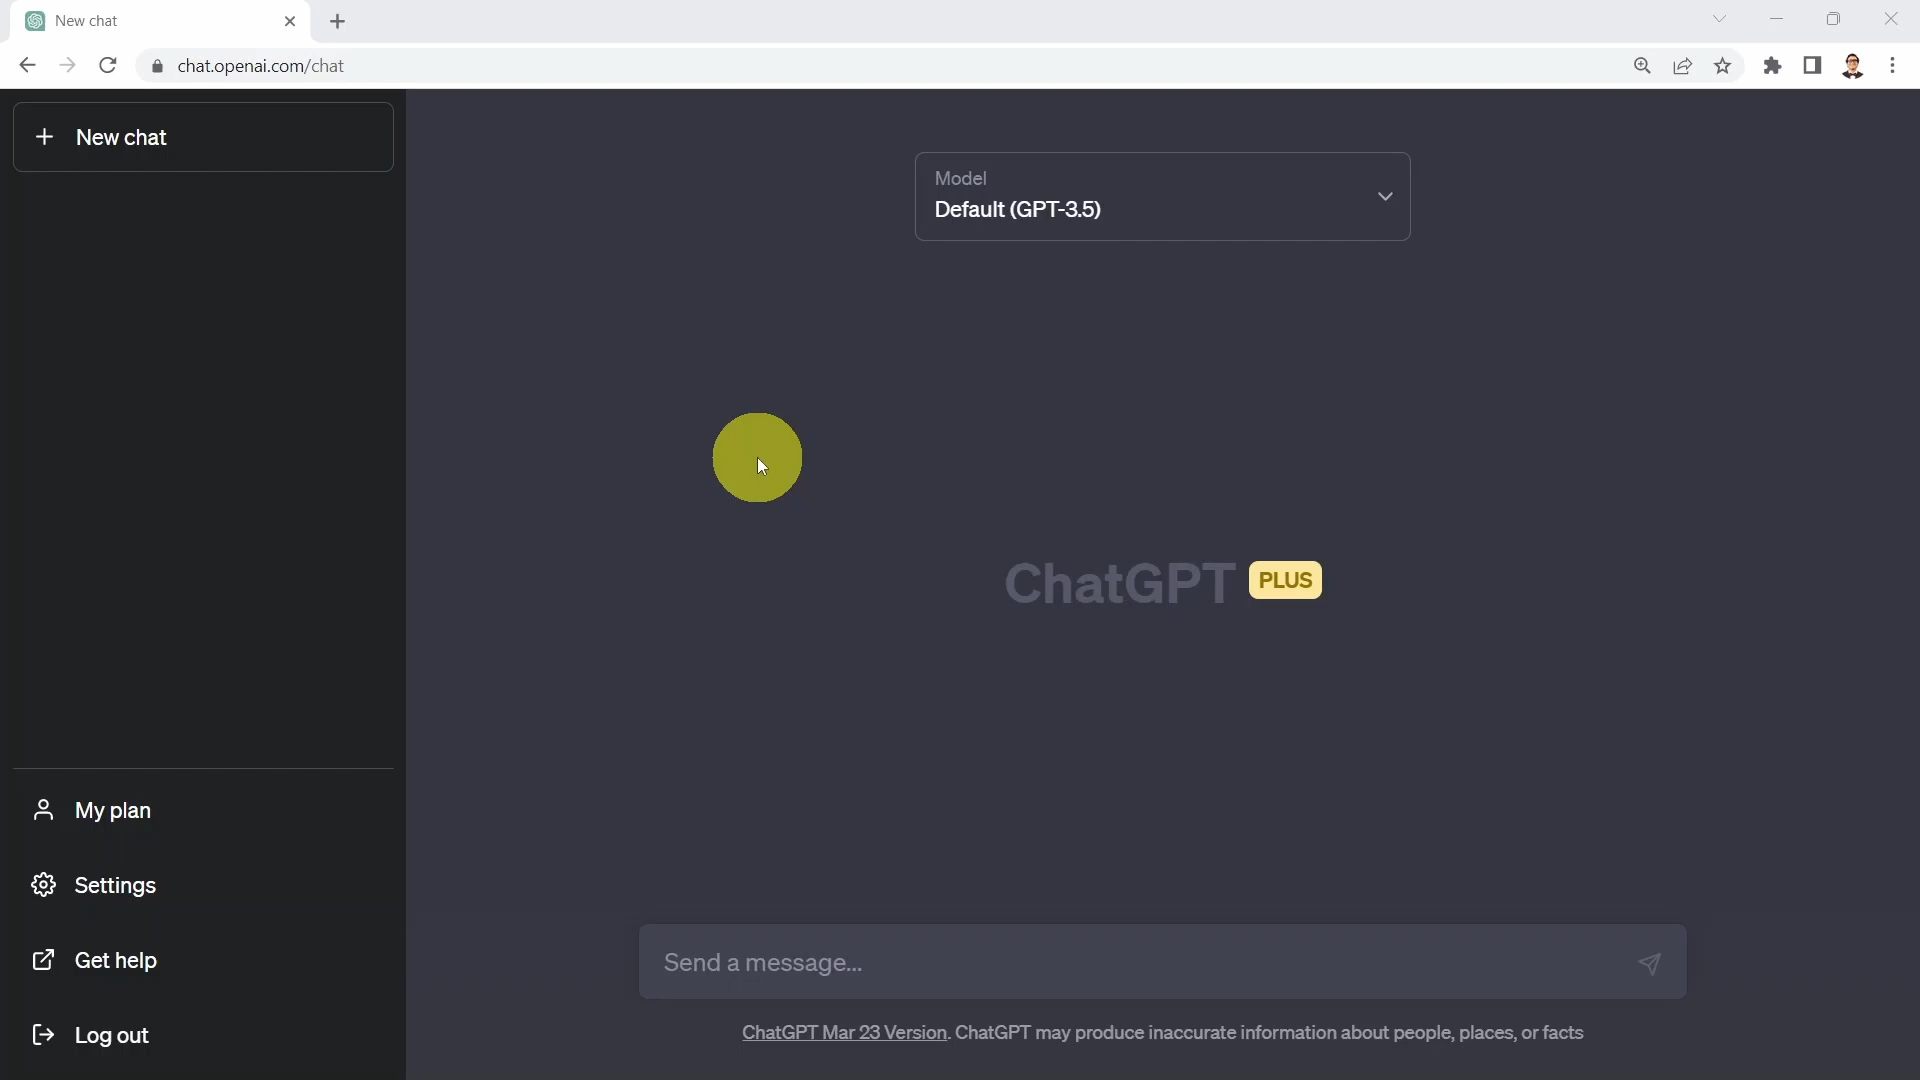 New chat
chat.openai.com/chat
New chat
Model
Default (GPT-3.5)
ChatGPT PLUS
My plan
Settings
Get help
Log out
Send a message...
ChatGPT Mar 23 Version. ChatGPT may produce inaccurate information about people, places, or facts